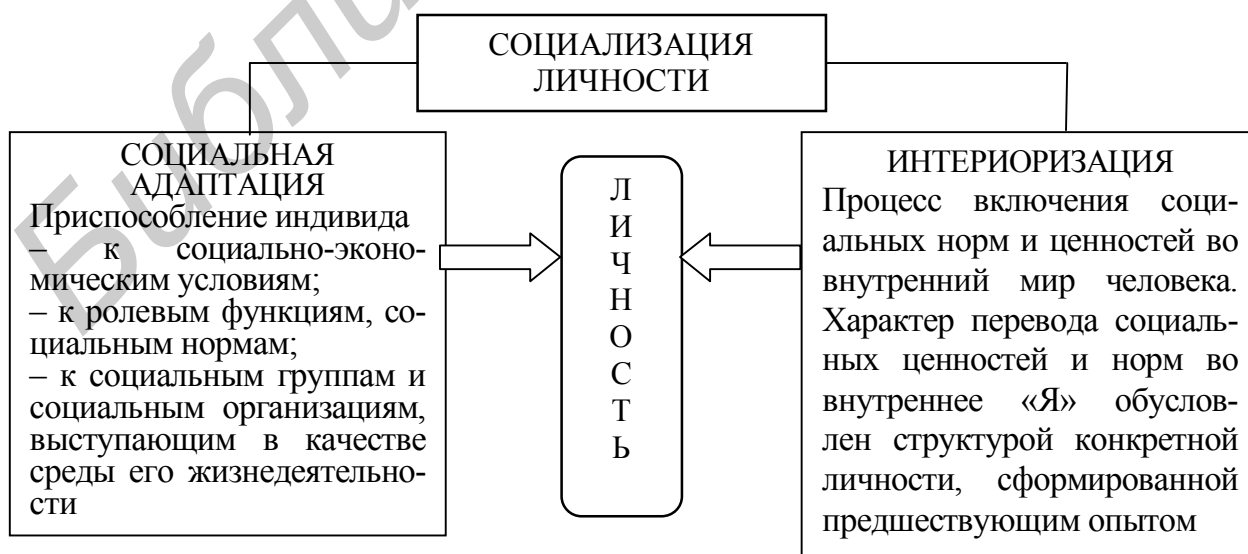 СОЦИАЛИЗАЦИЯ
ЛИЧНОСТИ
СОЦИАЛЬНАЯ
АДАПТАЦИЯ
Приспособление индивида
– к социально-эконо-
мическим условиям;
– к ролевым функциям, со-
циальным нормам;
– к социальным группам и
социальным организациям,
выступающим в качестве
среды его жизнедеятельно-
сти
Л
И
Ч
Н
О
С
Т
Ь
ИНТЕРИОРИЗАЦИЯ
Процесс включения соци-
альных норм и ценностей во
внутренний мир человека.
Характер перевода социаль-
ных ценностей и норм во
внутреннее «Я» обуслов-
лен структурой конкретной
личности, сформированной
предшествующим опытом